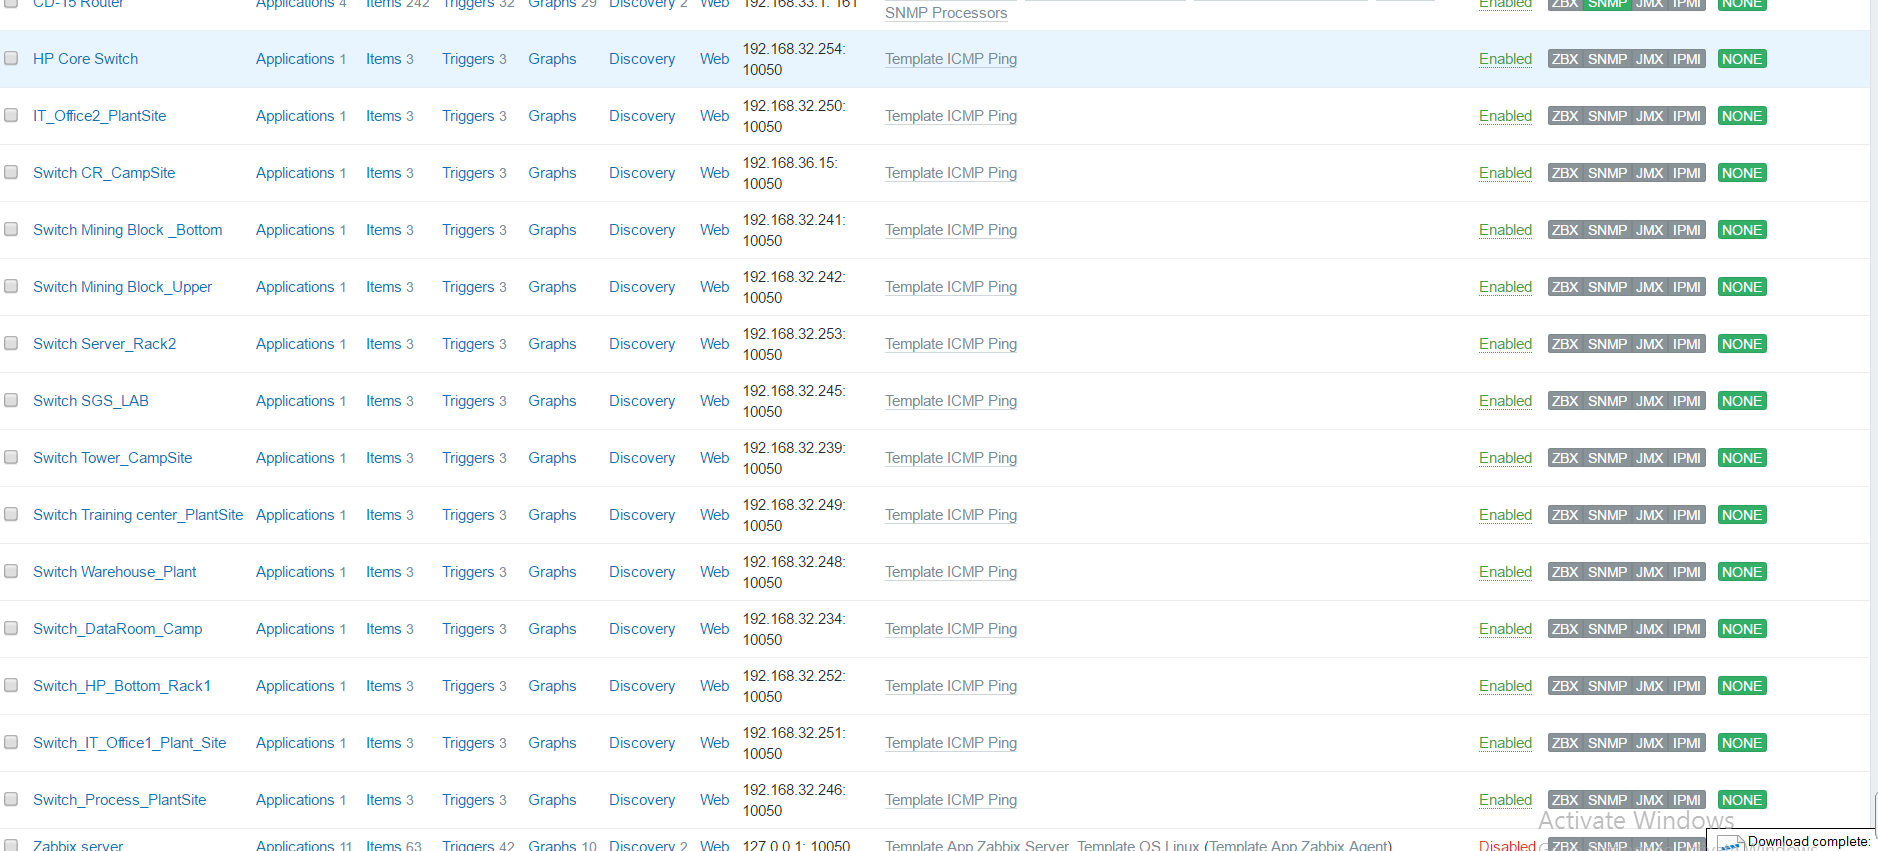 CD-15 Router Applications 4 Items 242 Triggers 32 Graphs 29 Discovery 2 Web 192.168.33.1: 161 Enabled ZBX SNMP JMX IPMI NONE
SNMP Processors
HP Core Switch Applications 1 Items 3 Triggers 3 Graphs Discovery Web 192.168.32.254: 10050 Template ICMP Ping Enabled ZBX SNMP JMX IPMI NONE
IT_Office2_PlantSite Applications 1 Items 3 Triggers 3 Graphs Discovery Web 192.168.32.250: 10050 Template ICMP Ping Enabled ZBX SNMP JMX IPMI NONE
Switch CR_CampSite Applications 1 Items 3 Triggers 3 Graphs Discovery Web 192.168.36.15: 10050 Template ICMP Ping Enabled ZBX SNMP JMX IPMI NONE
Switch Mining Block _Bottom Applications 1 Items 3 Triggers 3 Graphs Discovery Web 192.168.32.241: 10050 Template ICMP Ping Enabled ZBX SNMP JMX IPMI NONE
Switch Mining Block_Upper Applications 1 Items 3 Triggers 3 Graphs Discovery Web 192.168.32.242: 10050 Template ICMP Ping Enabled ZBX SNMP JMX IPMI NONE
Switch Server_Rack2 Applications 1 Items 3 Triggers 3 Graphs Discovery Web 192.168.32.253: 10050 Template ICMP Ping Enabled ZBX SNMP JMX IPMI NONE
Switch SGS_LAB Applications 1 Items 3 Triggers 3 Graphs Discovery Web 192.168.32.245: 10050 Template ICMP Ping Enabled ZBX SNMP JMX IPMI NONE
Switch Tower_CampSite Applications 1 Items 3 Triggers 3 Graphs Discovery Web 192.168.32.239: 10050 Template ICMP Ping Enabled ZBX SNMP JMX IPMI NONE
Switch Training center_PlantSite Applications 1 Items 3 Triggers 3 Graphs Discovery Web 192.168.32.249: 10050 Template ICMP Ping Enabled ZBX SNMP JMX IPMI NONE
Switch Warehouse_Plant Applications 1 Items 3 Triggers 3 Graphs Discovery Web 192.168.32.248: 10050 Template ICMP Ping Enabled ZBX SNMP JMX IPMI NONE
Switch_DataRoom_Camp Applications 1 Items 3 Triggers 3 Graphs Discovery Web 192.168.32.234: 10050 Template ICMP Ping Enabled ZBX SNMP JMX IPMI NONE
Switch_HP_Bottom_Rack1 Applications 1 Items 3 Triggers 3 Graphs Discovery Web 192.168.32.252: 10050 Template ICMP Ping Enabled ZBX SNMP JMX IPMI NONE
Switch_IT_Office1_Plant_Site Applications 1 Items 3 Triggers 3 Graphs Discovery Web 192.168.32.251: 10050 Template ICMP Ping Enabled ZBX SNMP JMX IPMI NONE
Switch_Process_PlantSite Applications 1 Items 3 Triggers 3 Graphs Discovery Web 192.168.32.246: 10050 Template ICMP Ping Enabled ZBX SNMP JMX IPMI NONE
Activate Windows
Zabbix server Applications 11 Items 63 Triggers 42 Graphs 10 Discovery 2 Web 127.0.0.1: 10050 Template App Zabbix Server, Template OS Linux (Template App Zabbix Agent) Disabled
Download complete: